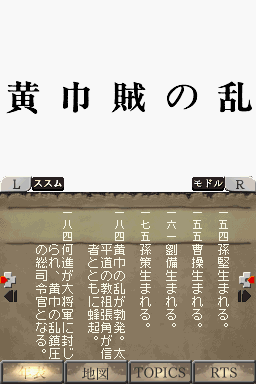 黄巾賊の乱
L ススム
モドル R
一五四孫堅生まれる。
一五五曹操生まれる。
一六一劉備生まれる。
一七五孫策生まれる。
一八四黄巾の乱が勃発。太
平道の教祖張角が信
者とともに蜂起。
一八四何進が大将軍に封じ
られ、黄巾の乱鎮圧
の総司令官となる。
年表
地図
TOPICS
RTS